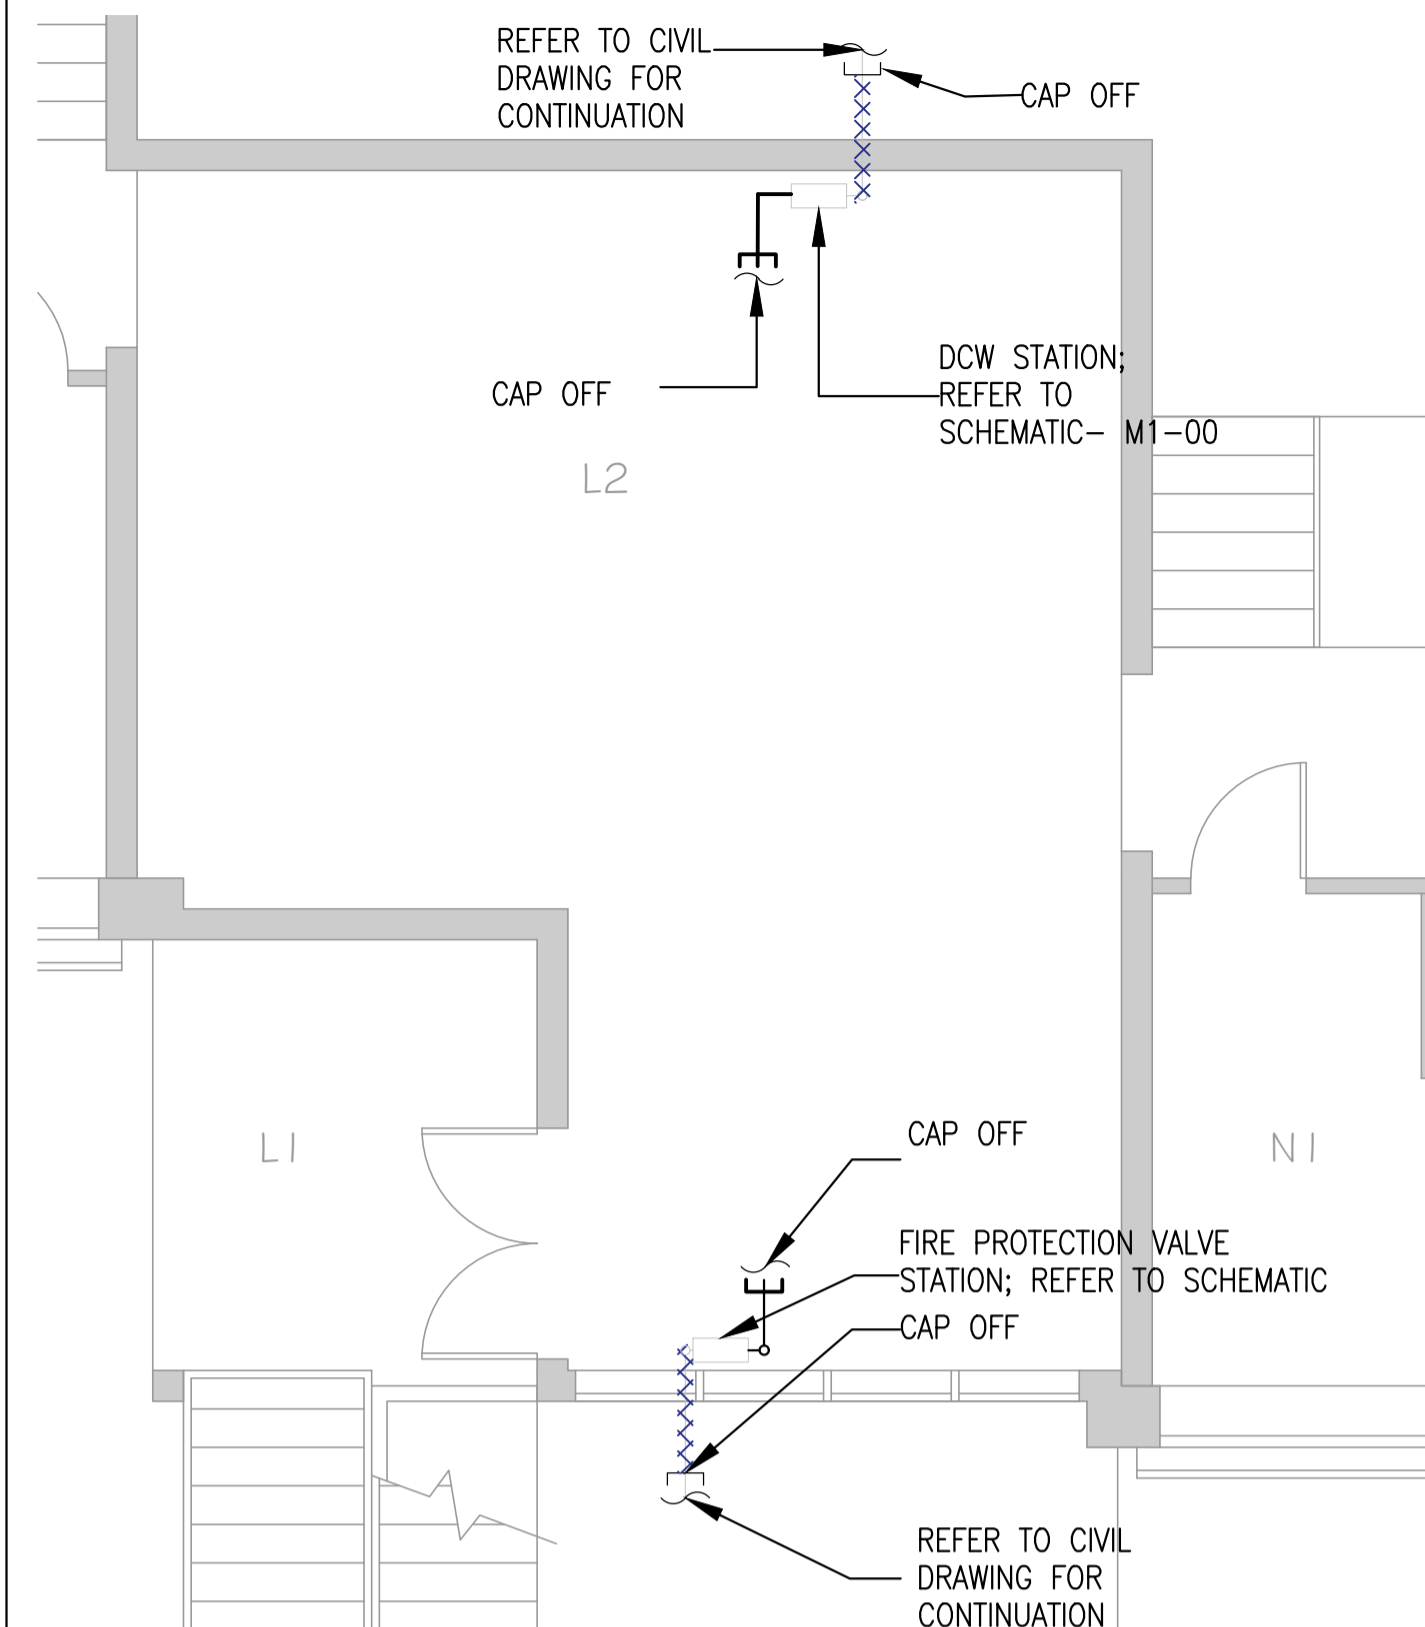 REFER TO CIVIL
DRAWING FOR
CONTINUATION
CAP OFF
DCW STATION;
REFER TO
SCHEMATIC- M1-00
CAP OFF
L2
CAP OFF
L1
N1
FIRE PROTECTION VALVE
STATION; REFER TO SCHEMATIC
CAP OFF
REFER TO CIVIL
DRAWING FOR
CONTINUATION